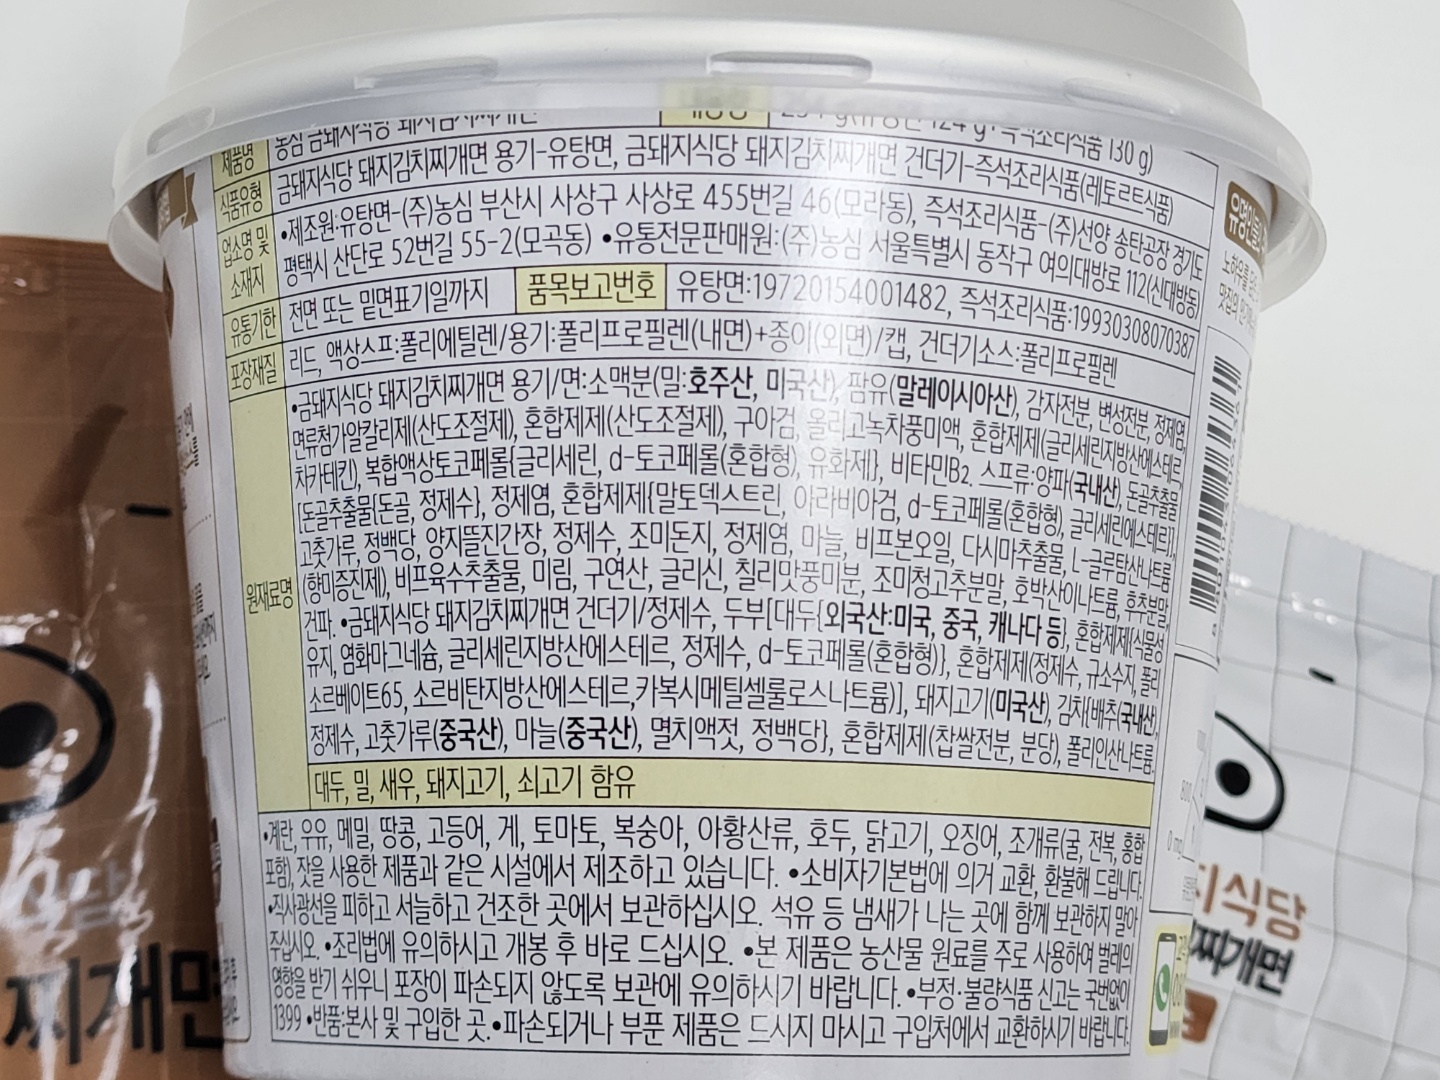 제품명 농심 금돼지식당 돼지김치찌개면 내용량 254 g(유탕면 124 g, 즉석조리식품 130 g)
식품유형 금돼지식당 돼지김치찌개면 용기-유탕면, 금돼지식당 돼지김치찌개면 건더기-즉석조리식품(레토르트식품)
업소명 및 소재지 •제조원:유탕면-(주)농심 부산시 사상구 사상로 455번길 46(모라동), 즉석조리식품-(주)선양 송탄공장 경기도
평택시 산단로 52번길 55-2(모곡동) •유통전문판매원:(주)농심 서울특별시 동작구 여의대방로 112(신대방동)
유통기한 전면 또는 밑면표기일까지 품목보고번호 유탕면:19720154001482, 즉석조리식품:19930308070387
포장재질 리드, 액상스프:폴리에틸렌/용기:폴리프로필렌(내면)+종이(외면)/캡, 건더기소스:폴리프로필렌
원재료명 •금돼지식당 돼지김치찌개면 용기/면:소맥분(밀:호주산, 미국산), 팜유(말레이시아산), 감자전분, 변성전분, 정제염,
면류첨가알칼리제(산도조절제), 혼합제제(산도조절제), 구아검, 올리고녹차풍미액, 혼합제제(글리세린지방산에스테르,
차카테킨), 복합액상토코페롤{글리세린, d-토코페롤(혼합형), 유화제}, 비타민B2. 스프류:양파(국내산), 돈골추출물
[돈골추출물{돈골, 정제수}, 정제염, 혼합제제{말토덱스트린, 아라비아검, d-토코페롤(혼합형), 글리세린에스테르}],
고춧가루, 정백당, 양지뜰진간장, 정제수, 조미돈지, 정제염, 마늘, 비프본오일, 다시마추출물, L-글루탐산나트륨
(향미증진제), 비프육수추출물, 미림, 구연산, 글리신, 칠리맛풍미분, 조미청고추분말, 호박산이나트륨, 후추분말,
건파. •금돼지식당 돼지김치찌개면 건더기/정제수, 두부[대두{외국산:미국, 중국, 캐나다 등}, 혼합제제{식물성
유지, 염화마그네슘, 글리세린지방산에스테르, 정제수, d-토코페롤(혼합형)}, 혼합제제(정제수, 규소수지, 폴리
소르베이트65, 소르비탄지방산에스테르,카복시메틸셀룰로스나트륨)], 돼지고기(미국산), 김치{배추(국내산),
정제수, 고춧가루(중국산), 마늘(중국산), 멸치액젓, 정백당}, 혼합제제(찹쌀전분, 분당), 폴리인산나트륨.
대두, 밀, 새우, 돼지고기, 쇠고기 함유
•계란, 우유, 메밀, 땅콩, 고등어, 게, 토마토, 복숭아, 아황산류, 호두, 닭고기, 오징어, 조개류(굴, 전복, 홍합
포함), 잣을 사용한 제품과 같은 시설에서 제조하고 있습니다. •소비자기본법에 의거 교환, 환불해 드립니다.
•직사광선을 피하고 서늘하고 건조한 곳에서 보관하십시오. 석유 등 냄새가 나는 곳에 함께 보관하지 말아
주십시오. •조리법에 유의하시고 개봉 후 바로 드십시오. •본 제품은 농산물 원료를 주로 사용하여 벌레의
영향을 받기 쉬우니 포장이 파손되지 않도록 보관에 유의하시기 바랍니다. •부정·불량식품 신고는 국번없이
1399 •반품:본사 및 구입한 곳. •파손되거나 부푼 제품은 드시지 마시고 구입처에서 교환하시기 바랍니다.
찌개면
지식당
찌개면